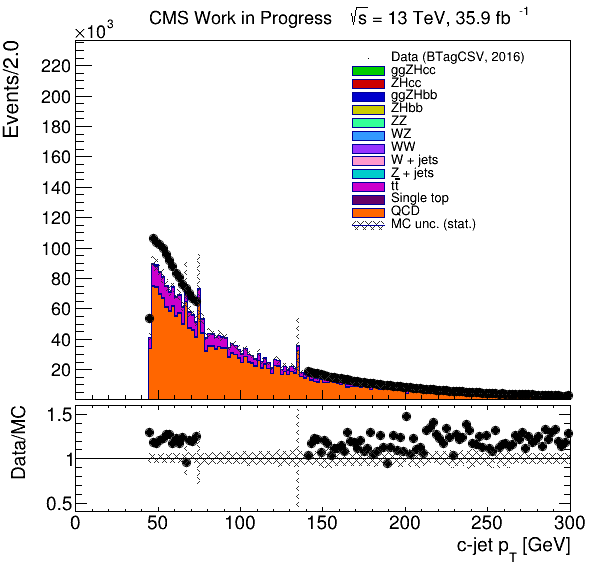 CMS Work in Progress √s = 13 TeV, 35.9 fb⁻¹
×10³
Events/2.0
220
200
180
160
140
120
100
80
60
40
20
Data (BTagCSV, 2016)
ggZHcc
ZHcc
ggZHbb
ZHbb
ZZ
WZ
WW
W + jets
Z + jets
tt̅
Single top
QCD
MC unc. (stat.)
Data/MC
1.5
1
0.5
0 50 100 150 200 250 300
c-jet p_T [GeV]